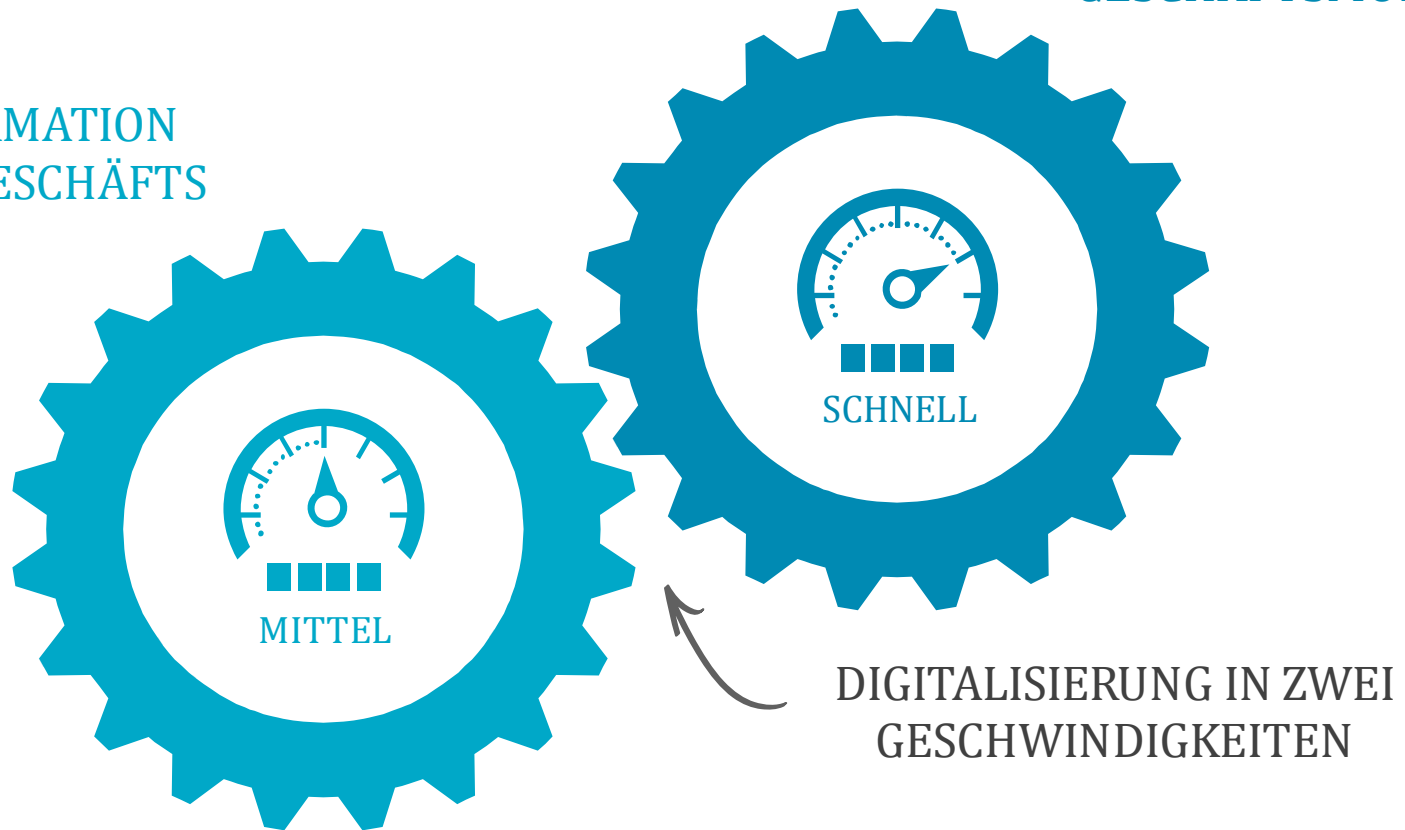 MATION
ESCHÄFTS
SCHNELL
MITTEL
DIGITALISIERUNG IN ZWEI
GESCHWINDIGKEITEN